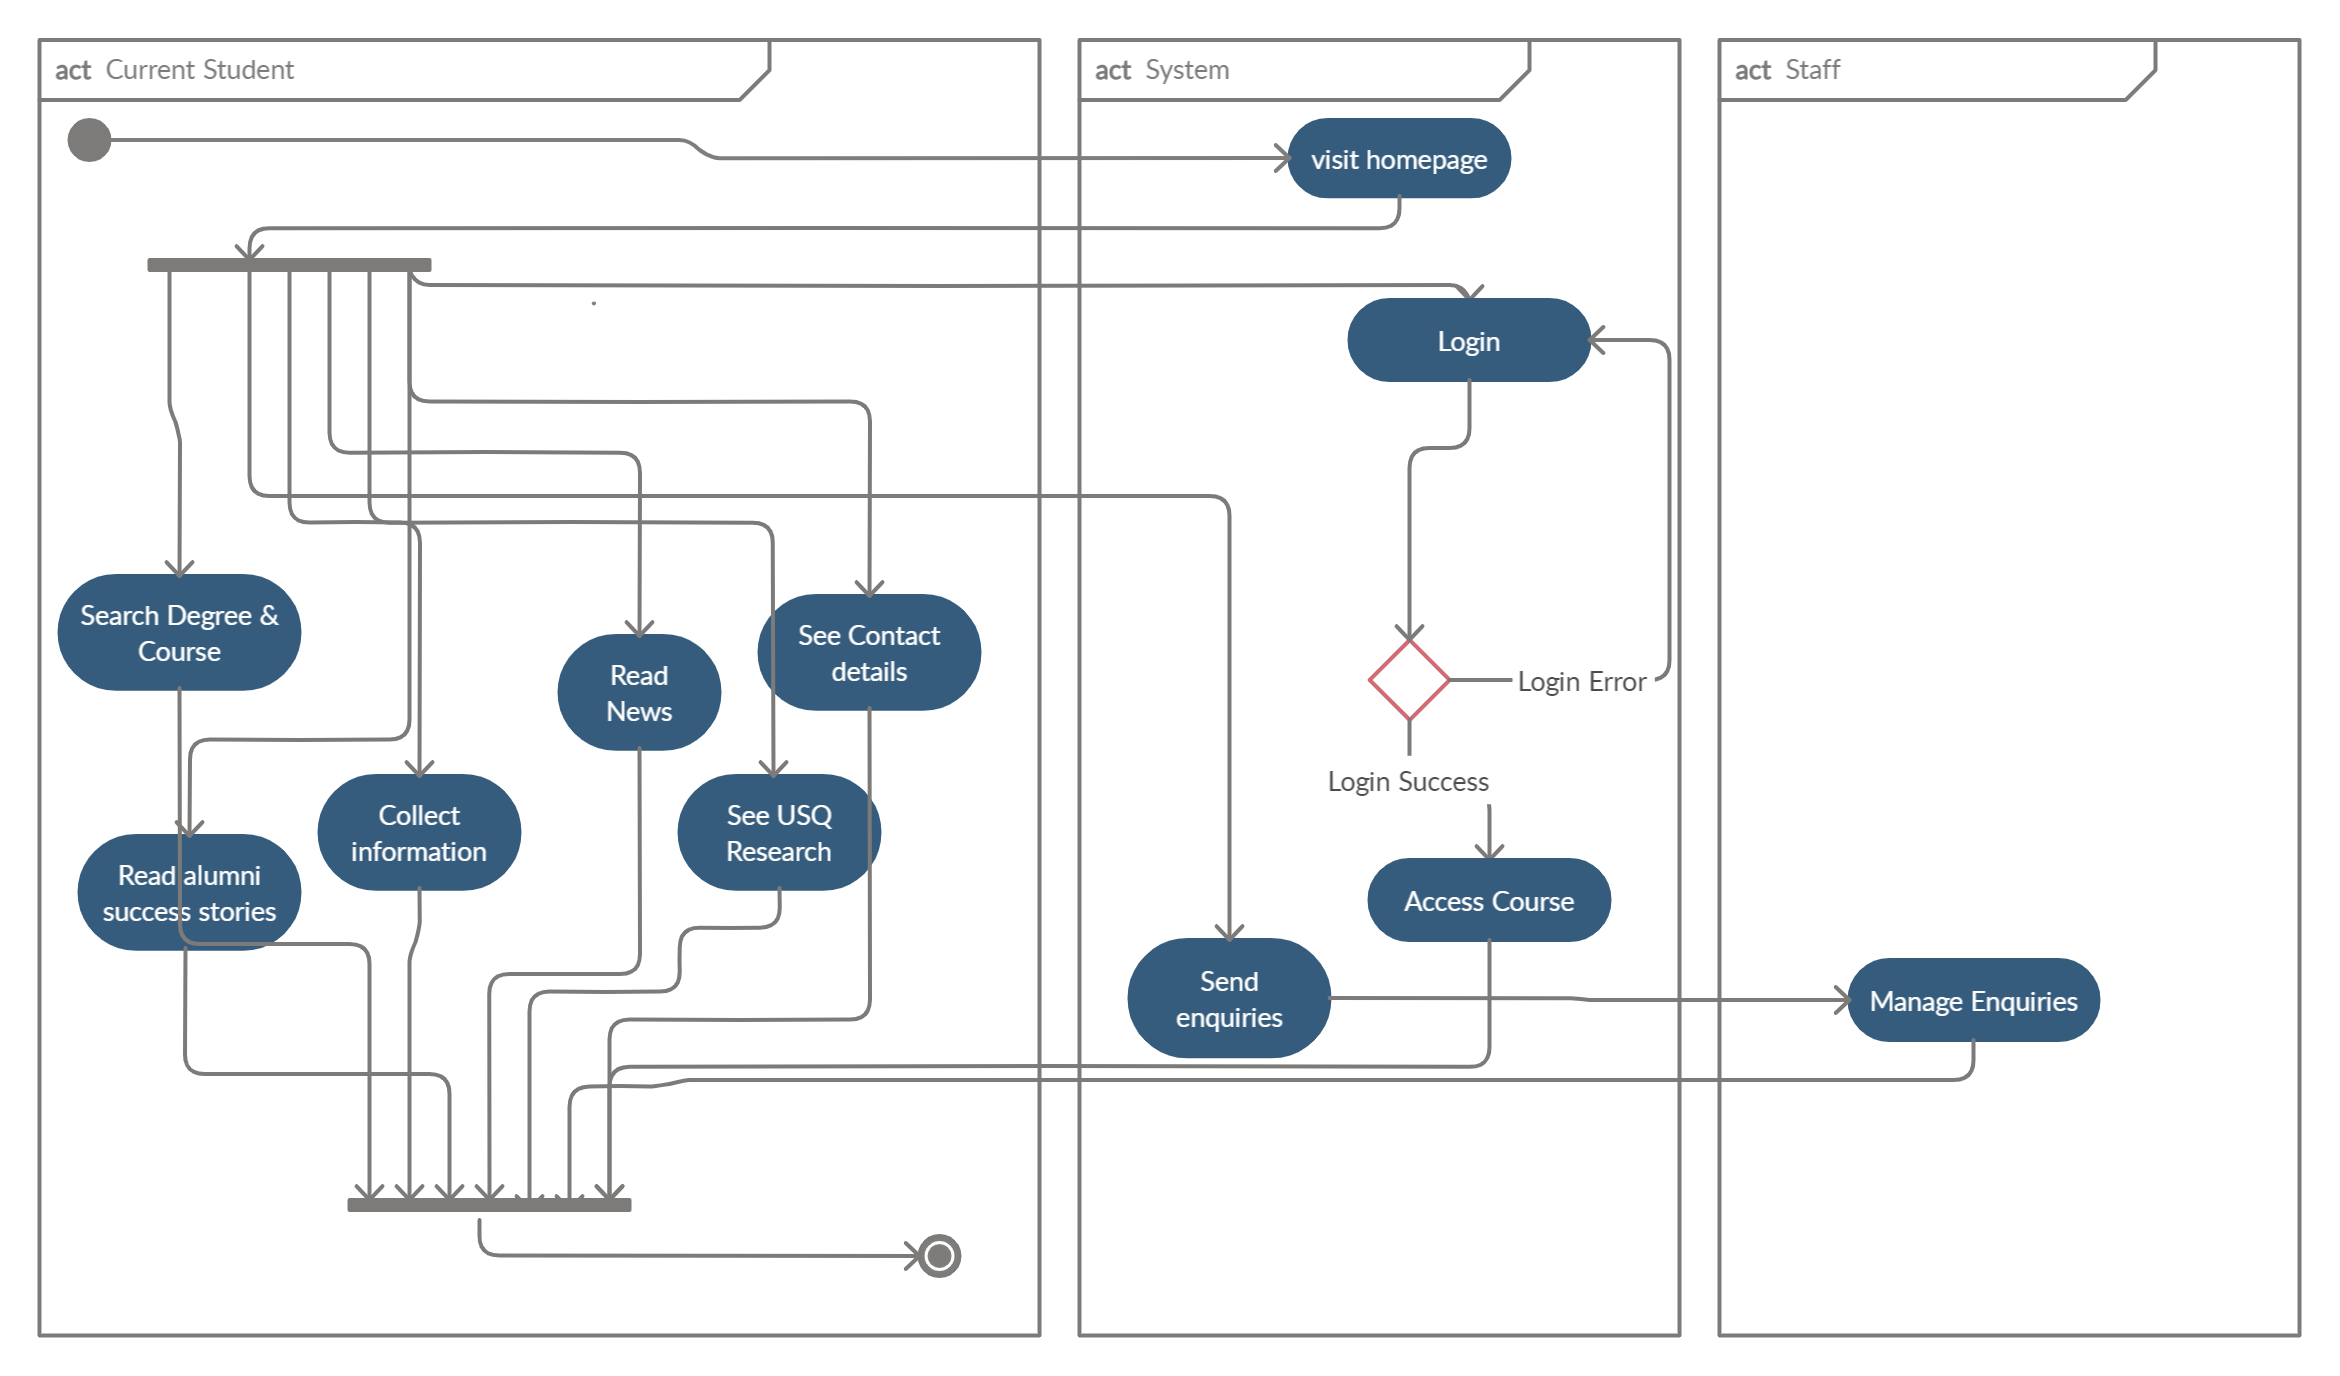 act Current Student
act System
act Staff
visit homepage
Login
Search Degree &
Course
Read
News
See Contact
details
Login Error
Login Success
Collect
information
See USQ
Research
Read alumni
success stories
Access Course
Send
enquiries
Manage Enquiries